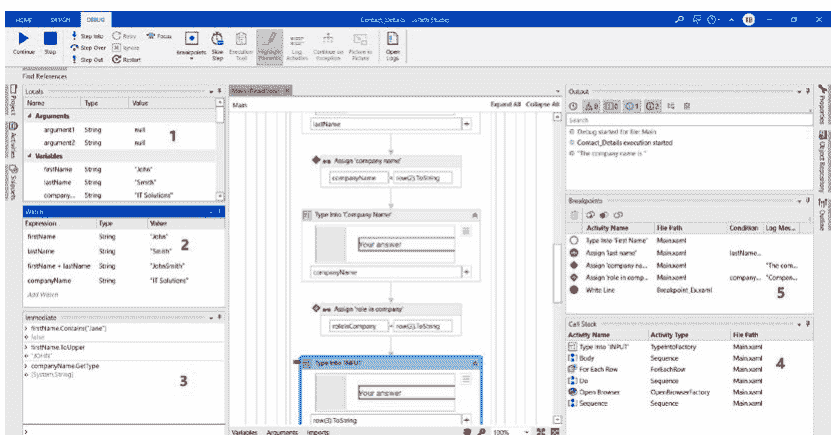 HOME DESIGN DEBUG Contact_Details - UiPath Studio TB
Continue Stop Step Into Step Over Step Out Retry Ignore Restart Focus Breakpoints Slow Step Execution Trail Highlight Elements Log Activities Continue on Exception Picture in Picture Open Logs
Find References
Project
Activities
Snippets
Locals
Name Type Value
Arguments
argument1 String null
argument2 String null
1
Variables
firstName String "John"
lastName String "Smith"
company... String "IT Solutions"
Watch
Expression Type Value
firstName String "John"
lastName String "Smith"
2
firstName + lastName String "JohnSmith"
companyName String "IT Solutions"
Add Watch
Immediate
> firstName.Contains("Jane")
false
> firstName.ToUpper
"JOHN"
> companyName.GetType
[System.String]
3
>
Main
Expand All Collapse All
lastName
Assign 'company name'
companyName = row(2).ToString
Type Into 'Company Name'
Your answer
companyName
Assign 'role in company'
roleInCompany = row(3).ToString
Type Into 'INPUT'
Your answer
row(3).ToString
Variables Arguments Imports 100%
Output
Search
Debug started for file: Main
Contact_Details execution started
"The company name is "
Breakpoints
Activity Name File Path Condition Log Mes...
Type Into 'First Name' Main.xaml
Assign 'last name' Main.xaml lastName...
Assign 'company na... Main.xaml "The com...
Assign 'role in comp... Main.xaml company... "Compan...
Write Line Breakpoint_Ex.xaml
5
Call Stack
Activity Name Activity Type File Path
Type Into 'INPUT' TypeIntoFactory Main.xaml
Body Sequence Main.xaml
For Each Row ForEachRow Main.xaml
4
Do Sequence Main.xaml
Open Browser OpenBrowserFactory Main.xaml
Sequence Sequence Main.xaml
Properties
Object Repository
Outline